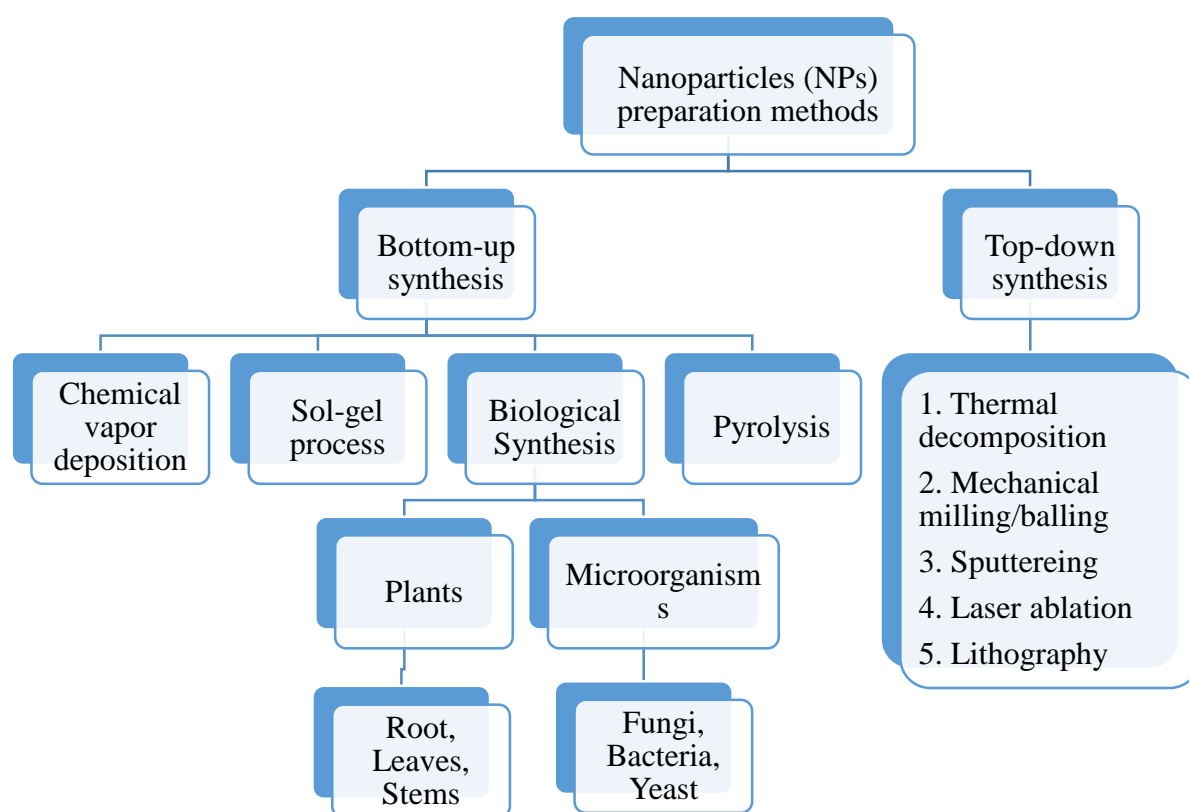 Nanoparticles (NPs)
preparation methods
Bottom-up
synthesis
Top-down
synthesis
Chemical
vapor
deposition
Sol-gel
process
Biological
Synthesis
Pyrolysis
1. Thermal
decomposition
2. Mechanical
milling/balling
3. Sputtereing
4. Laser ablation
5. Lithography
Plants
Microorganism
s
Root,
Leaves,
Stems
Fungi,
Bacteria,
Yeast